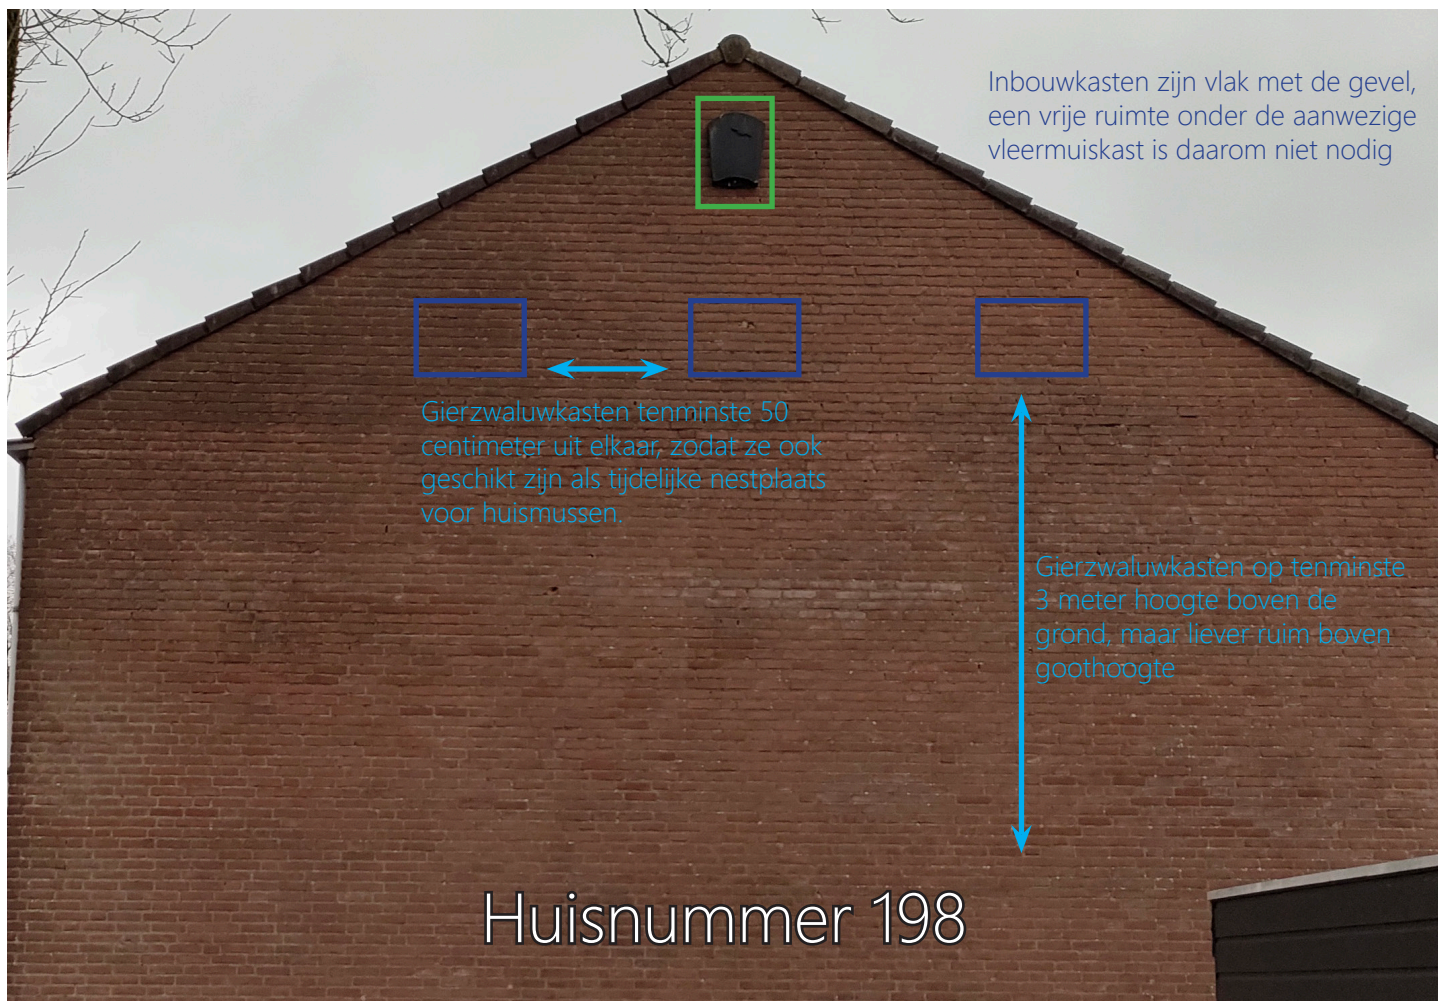 Inbouwkasten zijn vlak met de gevel,
een vrije ruimte onder de aanwezige
vleermuiskast is daarom niet nodig
Gierzwaluwkasten tenminste 50
centimeter uit elkaar, zodat ze ook
geschikt zijn als tijdelijke nestplaats
voor huismussen.
Gierzwaluwkasten op tenminste
3 meter hoogte boven de
grond, maar liever ruim boven
goothoogte
Huisnummer 198